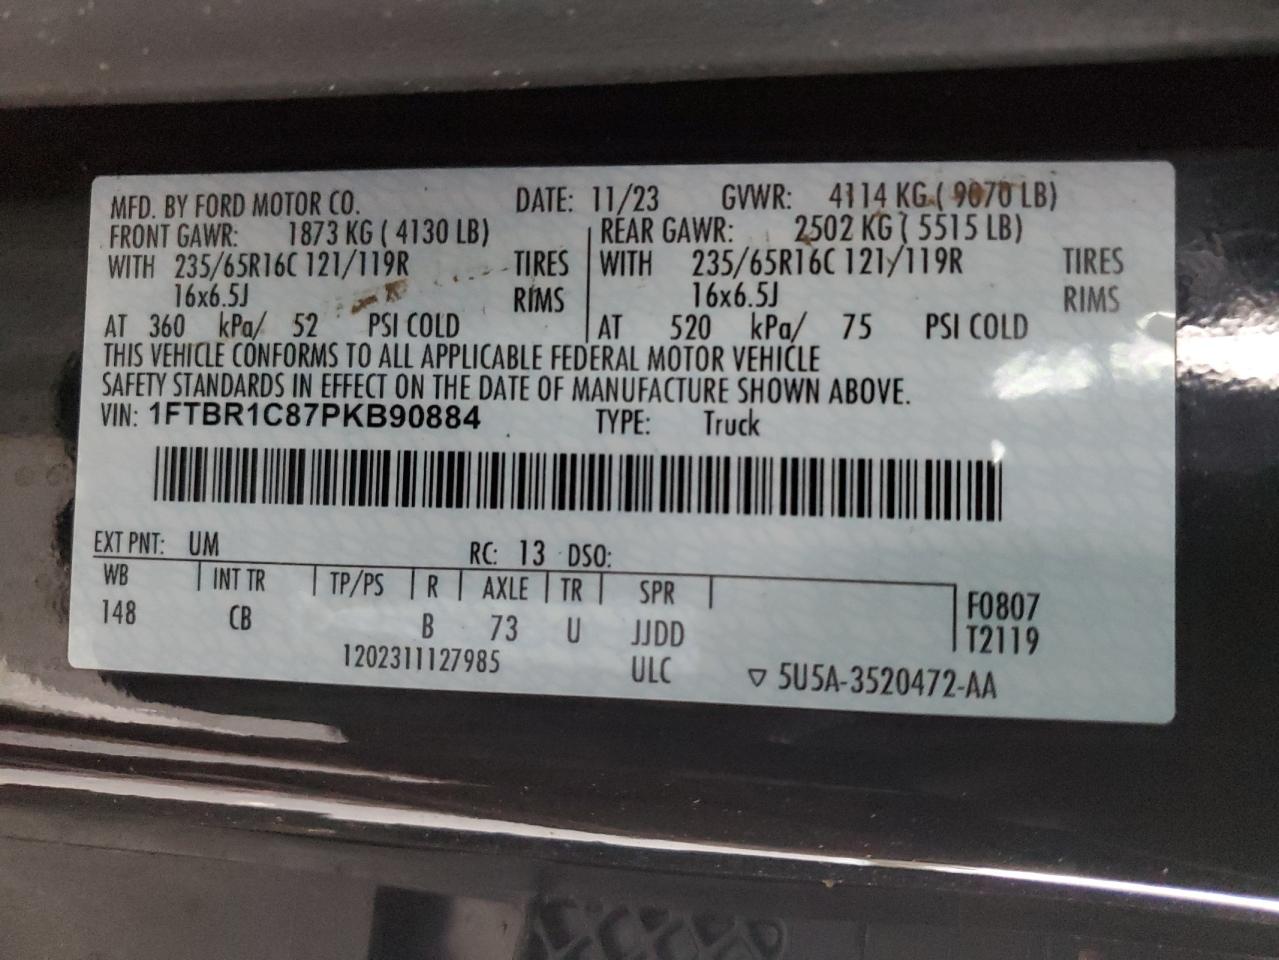 MFD. BY FORD MOTOR CO. DATE: 11/23 GVWR: 4114 KG ( 9070 LB)
FRONT GAWR: 1873 KG ( 4130 LB) REAR GAWR: 2502 KG ( 5515 LB)
WITH 235/65R16C 121/119R TIRES WITH 235/65R16C 121/119R TIRES
16x6.5J RIMS 16x6.5J RIMS
AT 360 kPa/ 52 PSI COLD AT 520 kPa/ 75 PSI COLD
THIS VEHICLE CONFORMS TO ALL APPLICABLE FEDERAL MOTOR VEHICLE
SAFETY STANDARDS IN EFFECT ON THE DATE OF MANUFACTURE SHOWN ABOVE.
VIN: 1FTBR1C87PKB90884 TYPE: Truck
EXT PNT: UM RC: 13 DSO:
WB INT TR TP/PS R AXLE TR SPR F0807
148 CB B 73 U JJDD T2119
1202311127985 ULC ▽ 5U5A-3520472-AA